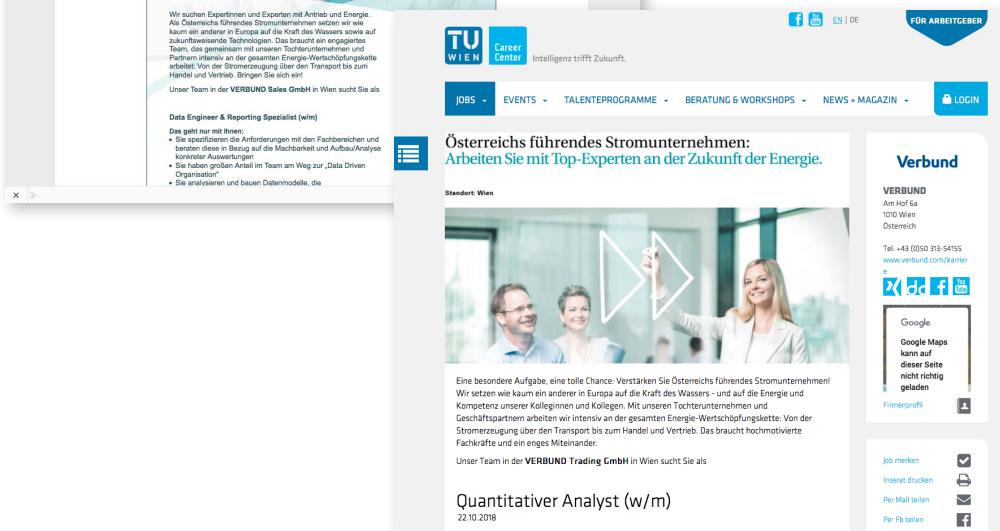 Wir suchen Expertinnen und Experten mit Antrieb und Energie.
Als Österreichs führendes Stromunternehmen setzen wir wie
kaum ein anderer in Europa auf die Kraft des Wassers sowie auf
zukunftsweisende Technologien. Das braucht ein engagiertes
Team, das gemeinsam mit unseren Tochterunternehmen und
Partnern intensiv an der gesamten Energie-Wertschöpfungskette
arbeitet: Von der Stromerzeugung über den Transport bis zum
Handel und Vertrieb. Bringen Sie sich ein!
Unser Team in der VERBUND Sales GmbH in Wien sucht Sie als
Data Engineer & Reporting Spezialist (w/m)
Das geht nur mit Ihnen:
• Sie spezifizieren die Anforderungen mit den Fachbereichen und
beraten diese in Bezug auf die Machbarkeit und Aufbau/Analyse
konkreter Auswertungen
• Sie haben großen Anteil im Team am Weg zur „Data Driven
Organisation"
• Sie analysieren und bauen Datenmodelle, die
TU
WIEN
Career
Center
Intelligenz trifft Zukunft.
EN | DE
FÜR ARBEITGEBER
JOBS
EVENTS
TALENTEPROGRAMME
BERATUNG & WORKSHOPS
NEWS + MAGAZIN
LOGIN
Österreichs führendes Stromunternehmen:
Arbeiten Sie mit Top-Experten an der Zukunft der Energie.
Standort: Wien
Eine besondere Aufgabe, eine tolle Chance: Verstärken Sie Österreichs führendes Stromunternehmen!
Wir setzen wie kaum ein anderer in Europa auf die Kraft des Wassers - und auf die Energie und
Kompetenz unserer Kolleginnen und Kollegen. Mit unseren Tochterunternehmen und
Geschäftspartnern arbeiten wir intensiv an der gesamten Energie-Wertschöpfungskette: Von der
Stromerzeugung über den Transport bis zum Handel und Vertrieb. Das braucht hochmotivierte
Fachkräfte und ein enges Miteinander.
Unser Team in der VERBUND Trading GmbH in Wien sucht Sie als
Quantitativer Analyst (w/m)
22.10.2018
Verbund
VERBUND
Am Hof 6a
1010 Wien
Österreich
Tel: +43 (0)50 313-54155
www.verbund.com/karrier
e
You
Tube
Google
Google Maps
kann auf
dieser Seite
nicht richtig
geladen
Firmenprofil
Job merken
Inserat drucken
Per Mail teilen
Per Fb teilen